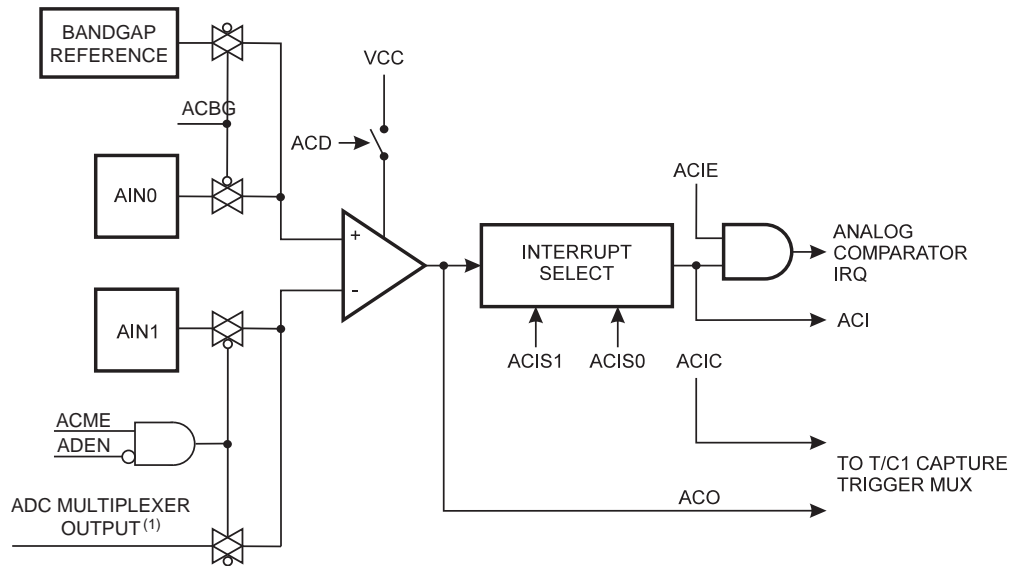 BANDGAP
REFERENCE
VCC
ACBG
ACD
AIN0
ACIE
+
INTERRUPT
SELECT
ANALOG
COMPARATOR
IRQ
-
AIN1
ACI
ACIS1
ACIS0
ACIC
ACME
ADEN
TO T/C1 CAPTURE
TRIGGER MUX
ACO
ADC MULTIPLEXER
OUTPUT (1)